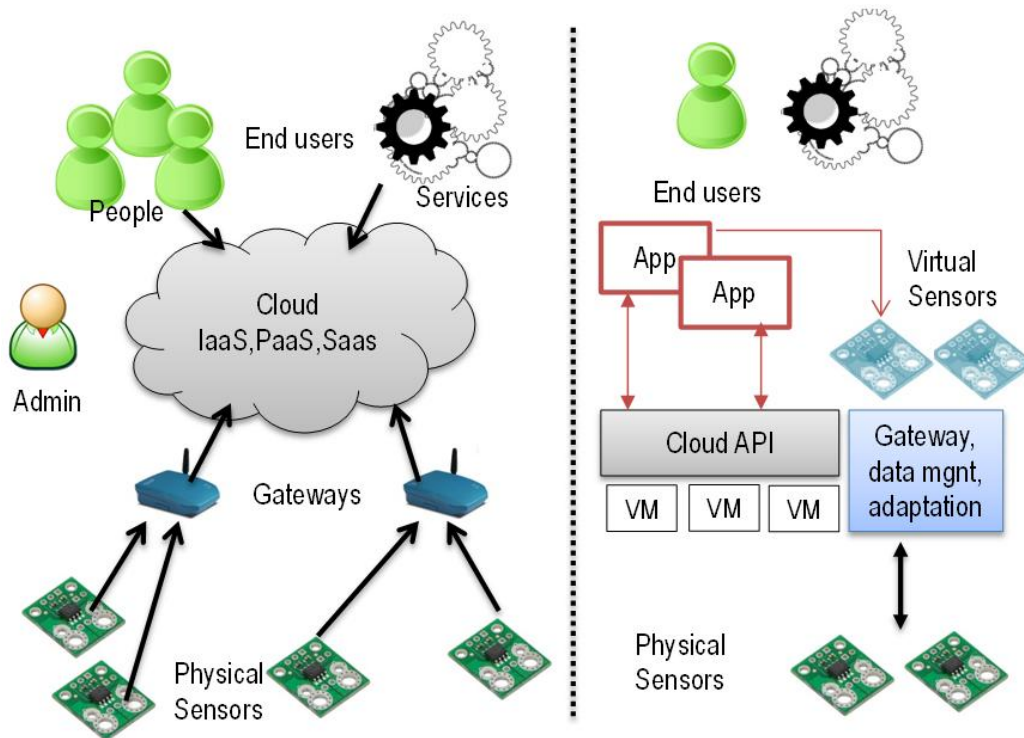 End users
People
Services
Cloud
IaaS,PaaS,Saas
Admin
Gateways
Physical
Sensors
End users
App
App
Virtual
Sensors
Cloud API
Gateway,
data mgnt,
adaptation
VM
VM
VM
Physical
Sensors